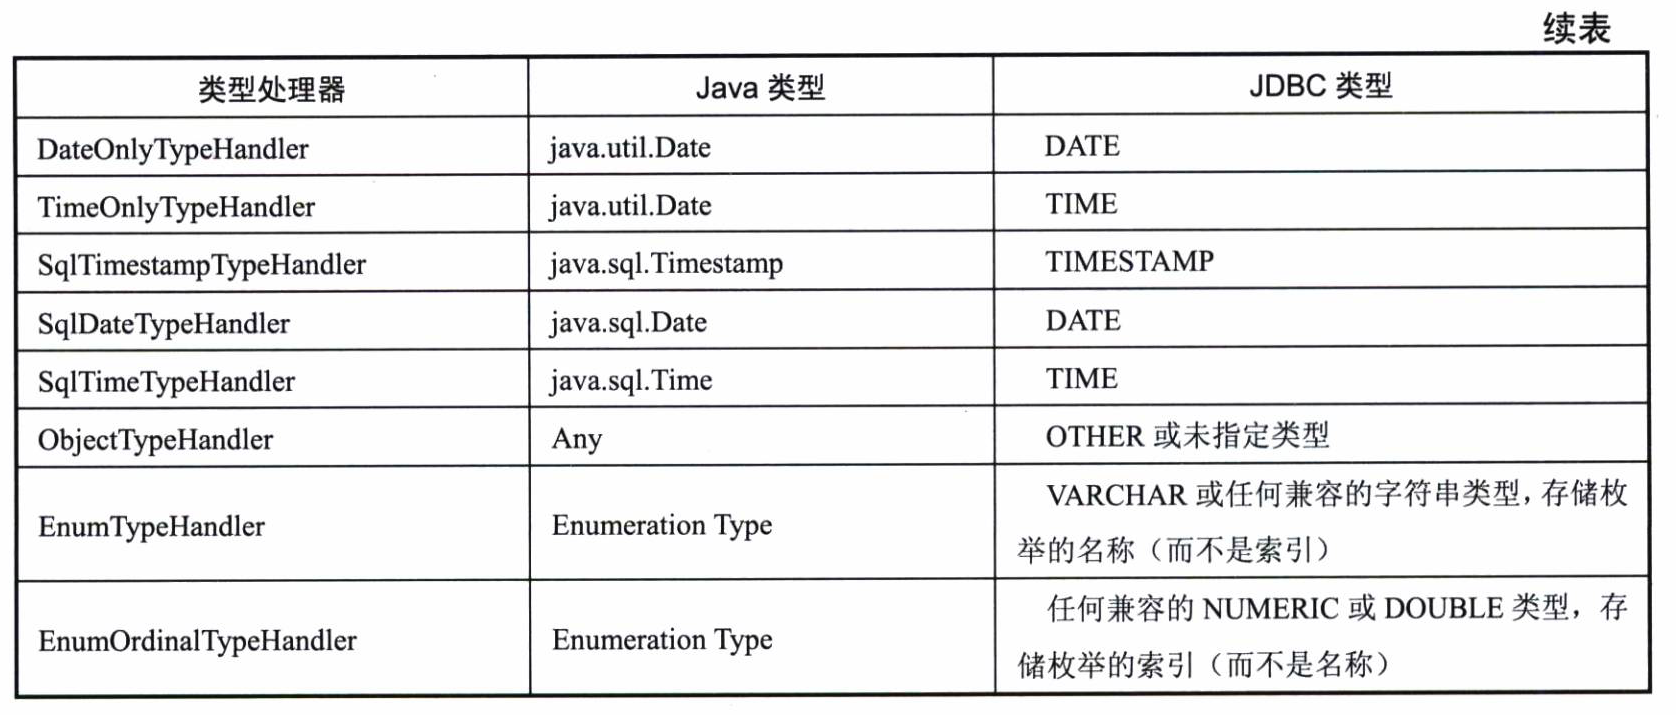 续表
类型处理器 Java 类型 JDBC 类型
DateOnlyTypeHandler java.util.Date DATE
TimeOnlyTypeHandler java.util.Date TIME
SqlTimestampTypeHandler java.sql.Timestamp TIMESTAMP
SqlDateTypeHandler java.sql.Date DATE
SqlTimeTypeHandler java.sql.Time TIME
ObjectTypeHandler Any OTHER 或未指定类型
EnumTypeHandler Enumeration Type VARCHAR 或任何兼容的字符串类型，存储枚
举的名称（而不是索引）
EnumOrdinalTypeHandler Enumeration Type 任何兼容的 NUMERIC 或 DOUBLE 类型，存
储枚举的索引（而不是名称）